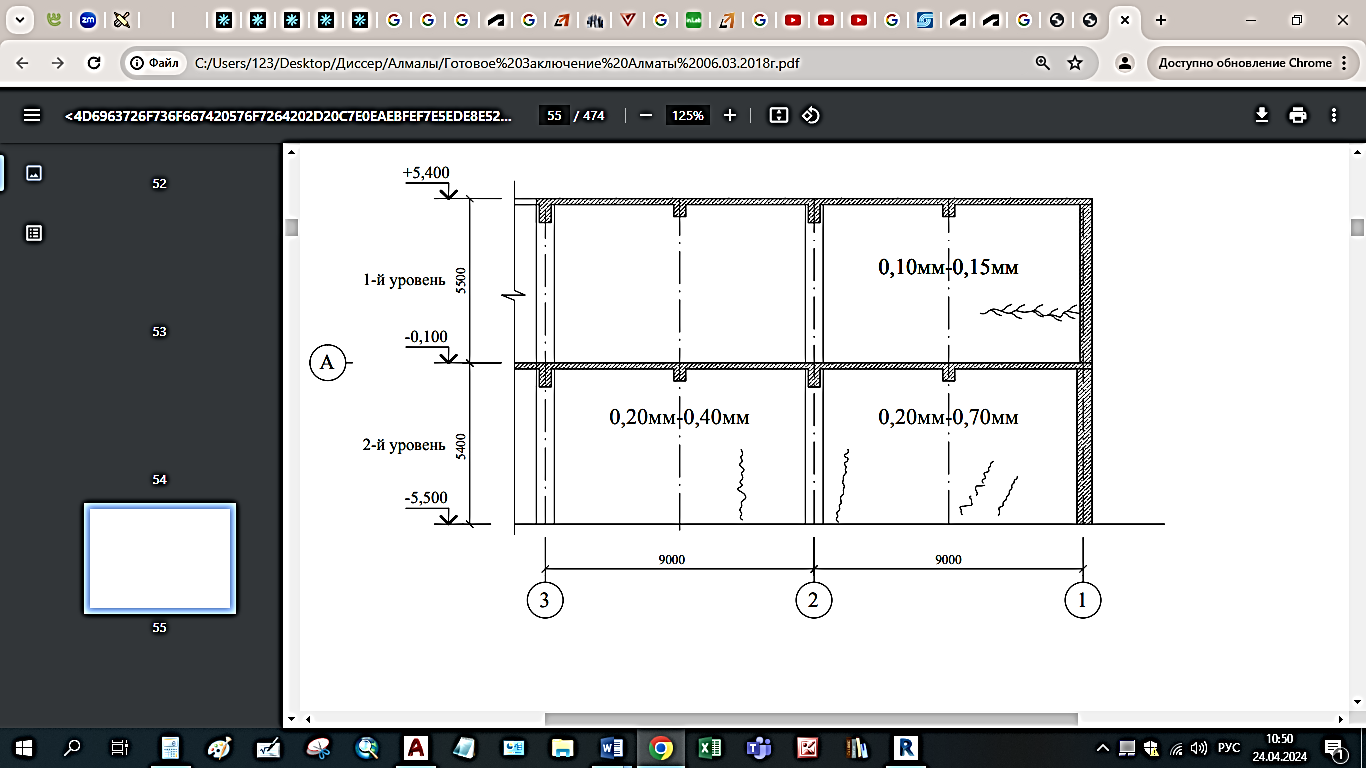 zm
Файл
C:/Users/123/Desktop/Диссер/Алмалы/Готовое%20Заключение%20Алматы%2006.03.2018г.pdf
Доступно обновление Chrome
<4D6963726F736F667420576F7264202D20C7E0EAEBFEF7E5EDE8E52...
55 / 474
125%
52
53
54
55
+5,400
1-й уровень
5500
0,10мм-0,15мм
-0,100
А
0,20мм-0,40мм
0,20мм-0,70мм
2-й уровень
5400
-5,500
9000
9000
3
2
1
РУС
10:50
24.04.2024
1